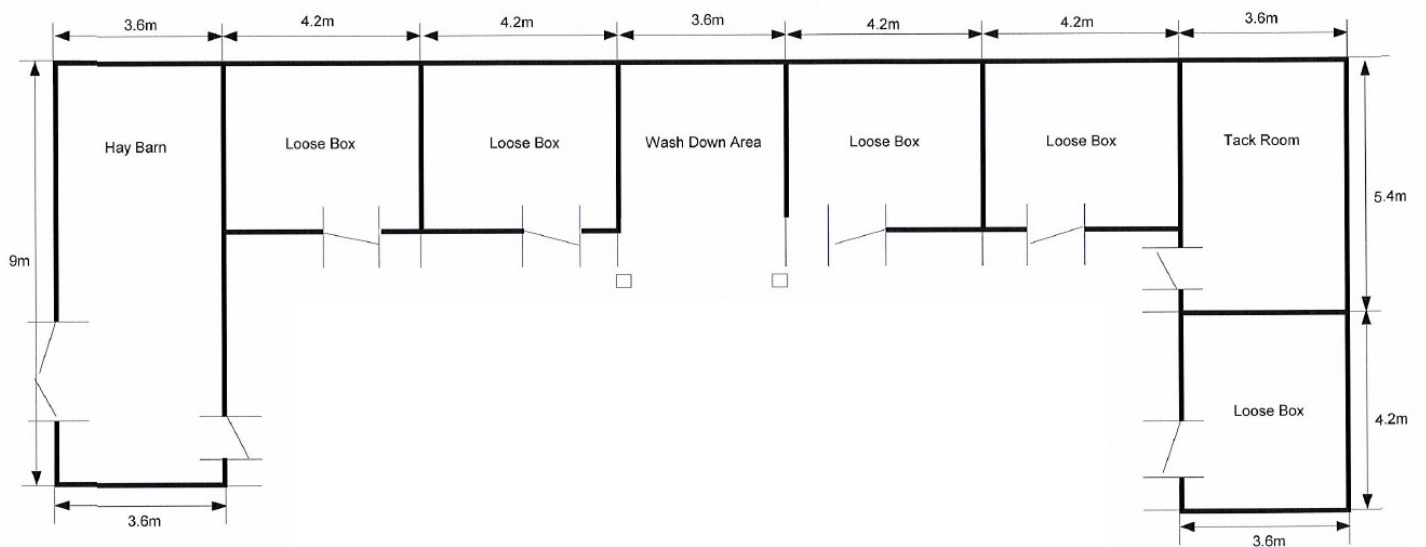 3.6m
4.2m
4.2m
3.6m
4.2m
4.2m
3.6m
Hay Barn
Loose Box
Loose Box
Wash Down Area
Loose Box
Loose Box
Tack Room
5.4m
9m
Loose Box
4.2m
3.6m
3.6m